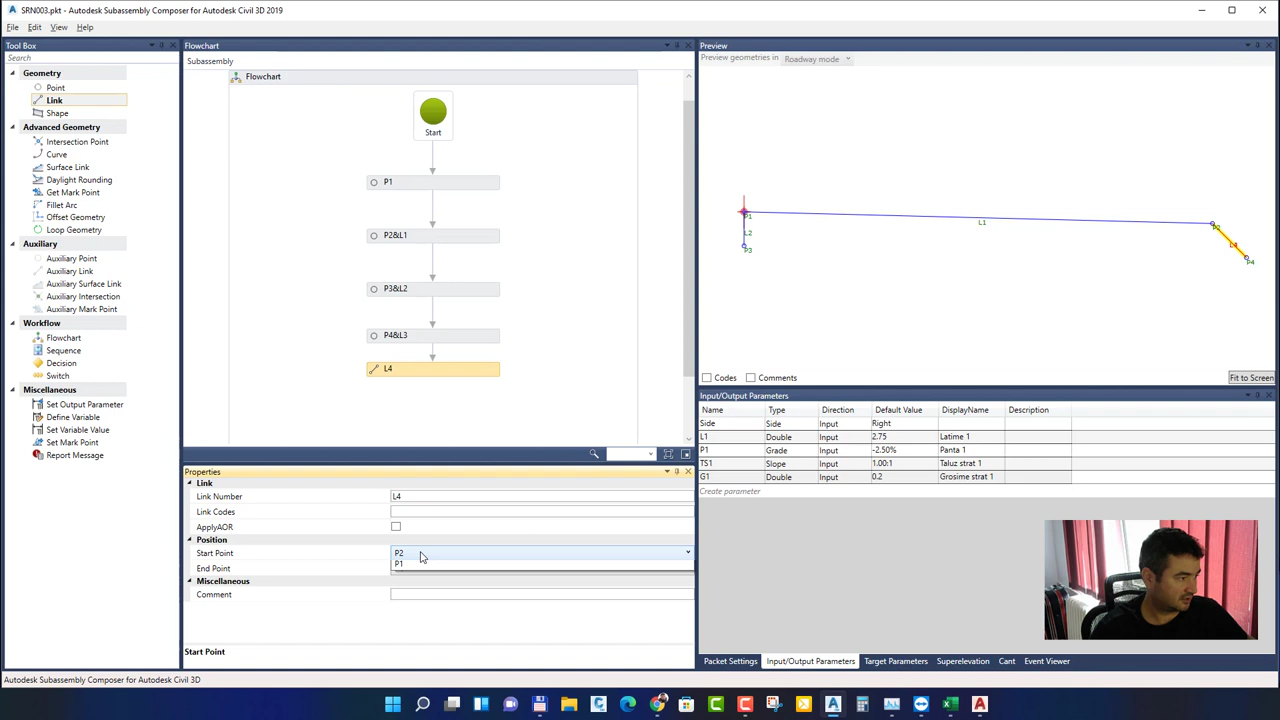 SRN003.pkt - Autodesk Subassembly Composer for Autodesk Civil 3D 2019
File Edit View Help
Tool Box
Search
Geometry
Point
Link
Shape
Advanced Geometry
Intersection Point
Curve
Surface Link
Daylight Rounding
Get Mark Point
Fillet Arc
Offset Geometry
Loop Geometry
Auxiliary
Auxiliary Point
Auxiliary Link
Auxiliary Surface Link
Auxiliary Intersection
Auxiliary Mark Point
Workflow
Flowchart
Sequence
Decision
Switch
Miscellaneous
Set Output Parameter
Define Variable
Set Variable Value
Set Mark Point
Report Message
Flowchart
Subassembly
Flowchart
Start
P1
P2&L1
P3&L2
P4&L3
L4
Properties
Link
Link Number L4
Link Codes
ApplyAOR
Position
Start Point P2
P1
End Point
Miscellaneous
Comment
Start Point
Preview
Preview geometries in Roadway mode
P1
L2
P3
L1
P2
L4
P4
Codes Comments Fit to Screen
Input/Output Parameters
Name Type Direction Default Value DisplayName Description
Side Side Input Right
L1 Double Input 2.75 Latime 1
P1 Grade Input -2.50% Panta 1
TS1 Slope Input 1.00:1 Taluz strat 1
G1 Double Input 0.2 Grosime strat 1
Create parameter
Packet Settings Input/Output Parameters Target Parameters Superelevation Cant Event Viewer
Autodesk Subassembly Composer for Autodesk Civil 3D